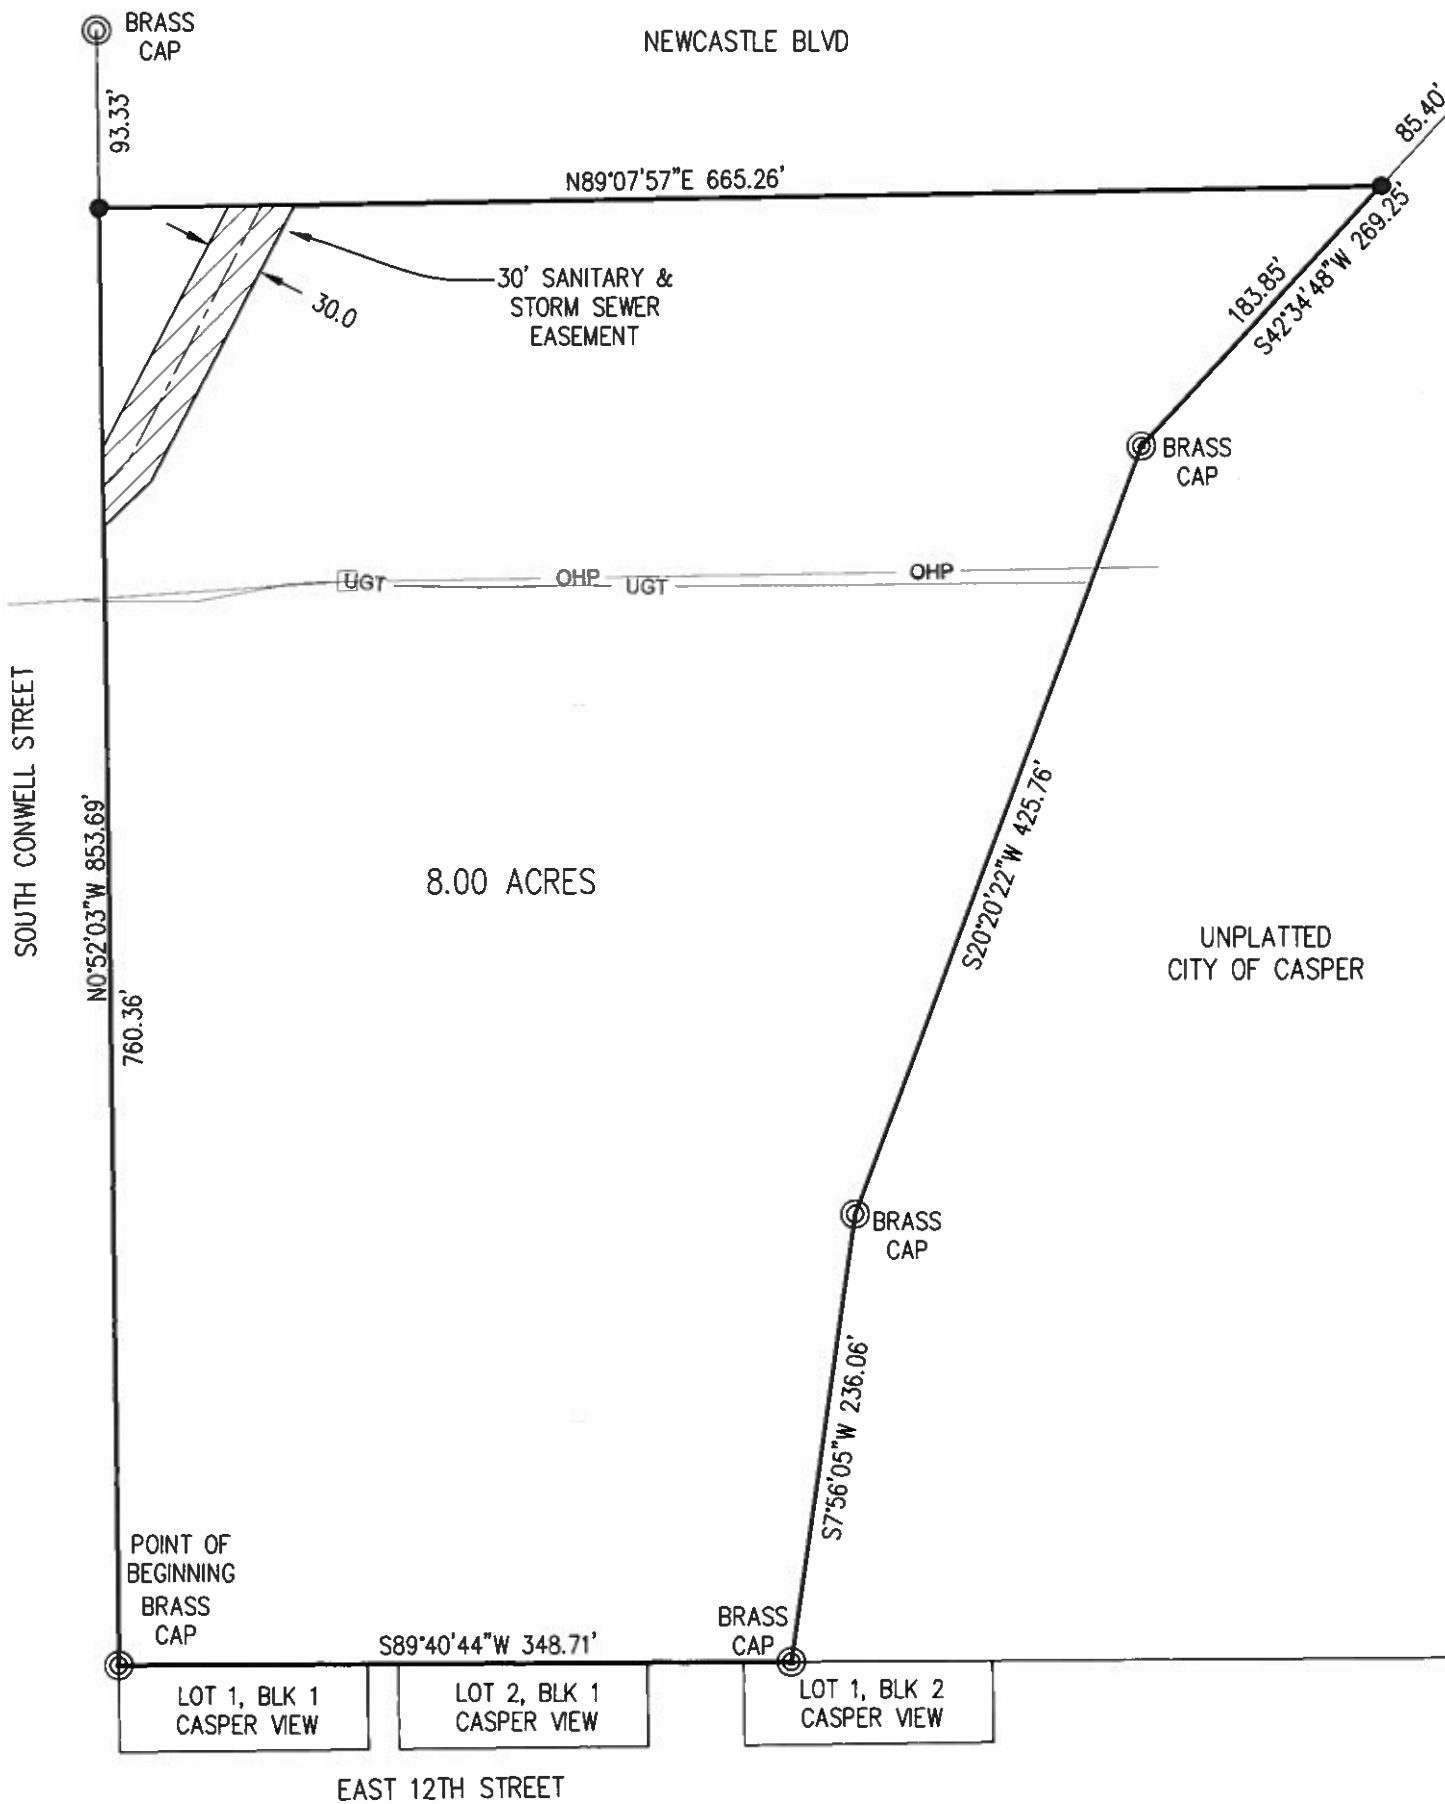 BRASS
CAP
NEWCASTLE BLVD
93.33'
85.40'
N89°07'57"E 665.26'
30' SANITARY &
STORM SEWER
EASEMENT
30.0
183.85'
S42°34'48"W 269.25'
BRASS
CAP
UGT
OHP
UGT
OHP
SOUTH CONWELL STREET
N0°52'03"W 853.69'
760.36'
8.00 ACRES
S20°20'22"W 425.76'
UNPLATTED
CITY OF CASPER
BRASS
CAP
S7°56'05"W 236.06'
POINT OF
BEGINNING
BRASS
CAP
S89°40'44"W 348.71'
BRASS
CAP
LOT 1, BLK 1
CASPER VIEW
LOT 2, BLK 1
CASPER VIEW
LOT 1, BLK 2
CASPER VIEW
EAST 12TH STREET